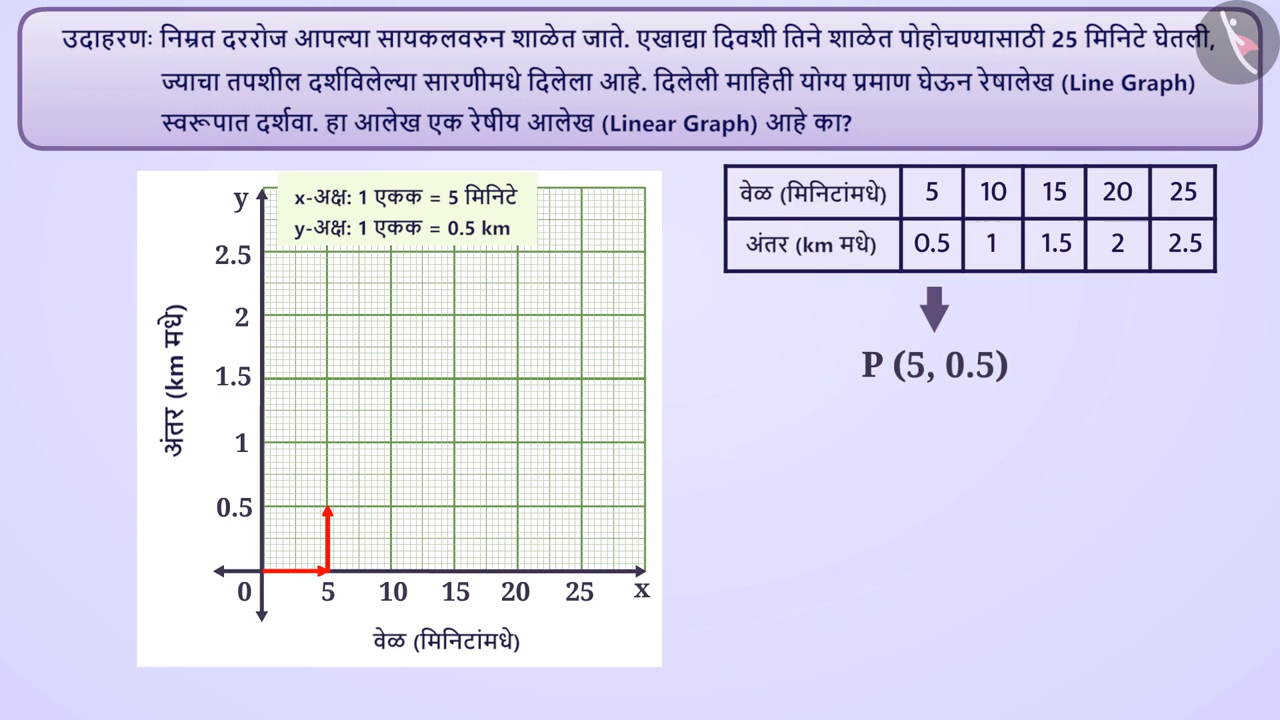 उदाहरणः निम्रत दररोज आपल्या सायकलवरुन शाळेत जाते. एखाद्या दिवशी तिने शाळेत पोहोचण्यासाठी 25 मिनिटे घेतली,
ज्याचा तपशील दर्शविलेल्या सारणीमधे दिलेला आहे. दिलेली माहिती योग्य प्रमाण घेऊन रेषालेख (Line Graph)
स्वरूपात दर्शवा. हा आलेख एक रेषीय आलेख (Linear Graph) आहे का?
x-अक्ष: 1 एकक = 5 मिनिटे
y-अक्ष: 1 एकक = 0.5 km
y
2.5
2
1.5
1
0.5
0 5 10 15 20 25 x
अंतर (km मधे)
वेळ (मिनिटांमधे)
वेळ (मिनिटांमधे) 5 10 15 20 25
अंतर (km मधे) 0.5 1 1.5 2 2.5
P (5, 0.5)